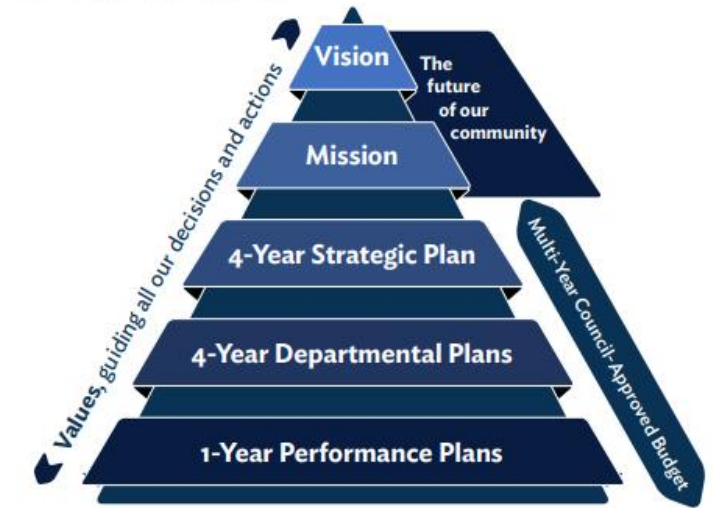 Vision
The
future
of our
community
Mission
4-Year Strategic Plan
4-Year Departmental Plans
1-Year Performance Plans
Values, guiding all our decisions and actions
Multi-Year Council-Approved Budget